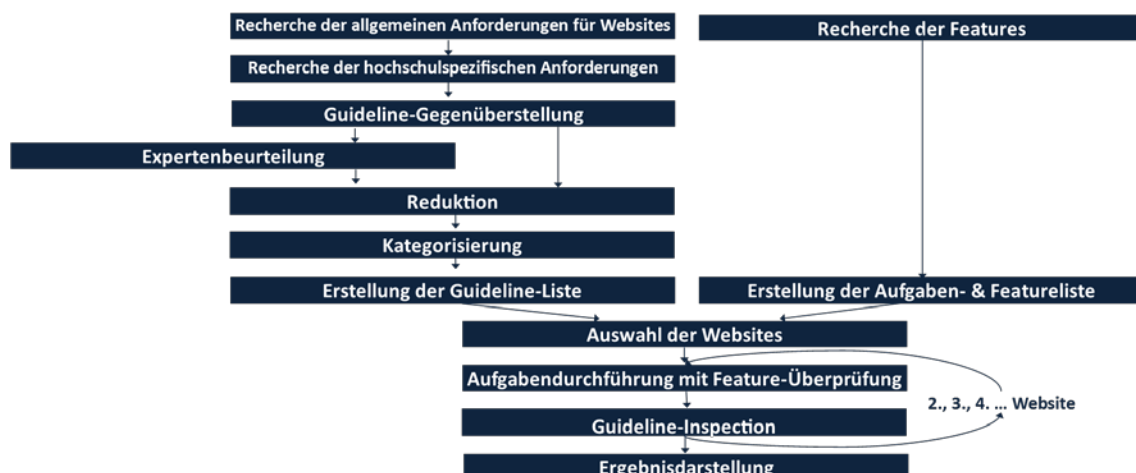 Recherche der allgemeinen Anforderungen für Websites
Recherche der Features
Recherche der hochschulspezifischen Anforderungen
Guideline-Gegenüberstellung
Expertenbeurteilung
Reduktion
Kategorisierung
Erstellung der Guideline-Liste
Erstellung der Aufgaben- & Featureliste
Auswahl der Websites
Aufgabendurchführung mit Feature-Überprüfung
2., 3., 4. ... Website
Guideline-Inspection
Ergebnisdarstellung